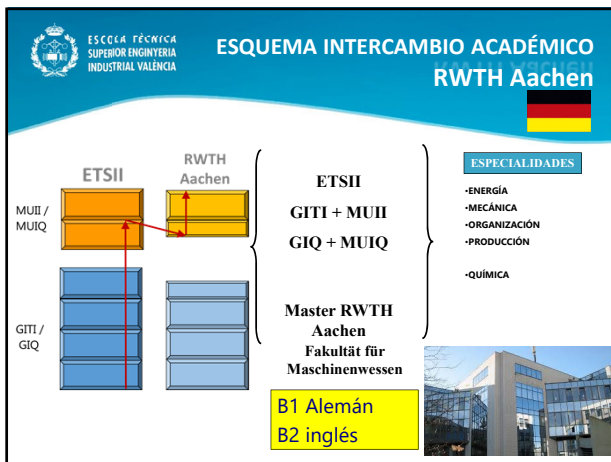 ESCOLA TÉCNICA
SUPERIOR ENGINYERIA
INDUSTRIAL VALÈNCIA
ESQUEMA INTERCAMBIO ACADÉMICO
RWTH Aachen
ETSII
RWTH
Aachen
MUII /
MUIQ
GITI /
GIQ
ETSII
GITI + MUII
GIQ + MUIQ
Master RWTH
Aachen
Fakultät für
Maschinenwessen
B1 Alemán
B2 inglés
ESPECIALIDADES
•ENERGÍA
•MECÁNICA
•ORGANIZACIÓN
•PRODUCCIÓN
•QUÍMICA